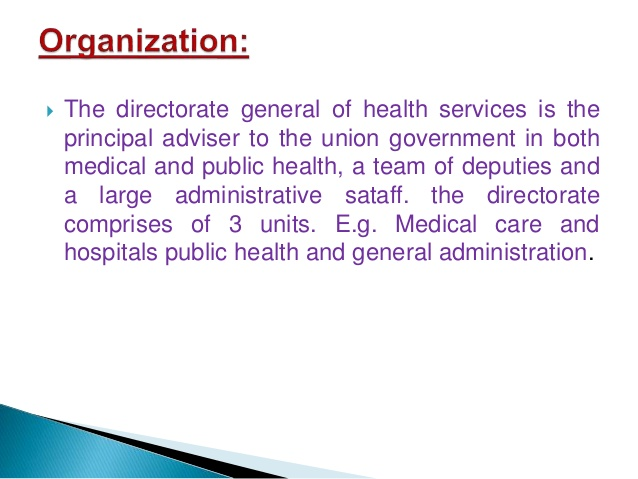 Organization:
The directorate general of health services is the
principal adviser to the union government in both
medical and public health, a team of deputies and
a large administrative sataff. the directorate
comprises of 3 units. E.g. Medical care and
hospitals public health and general administration.